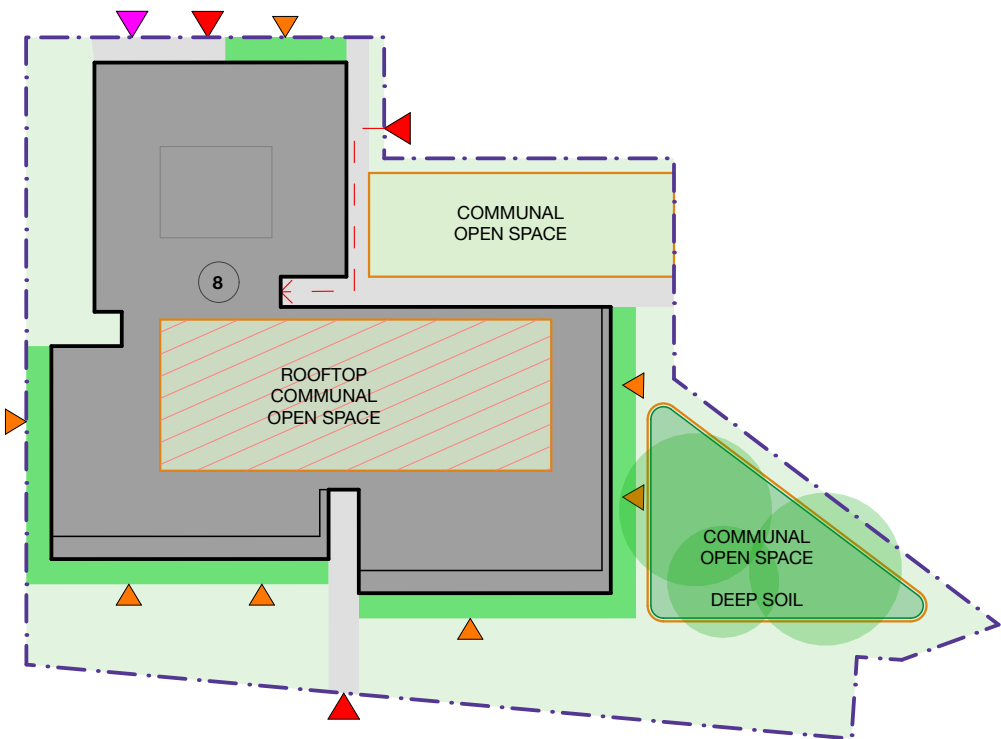 COMMUNAL
OPEN SPACE
8
ROOFTOP
COMMUNAL
OPEN SPACE
COMMUNAL
OPEN SPACE
DEEP SOIL